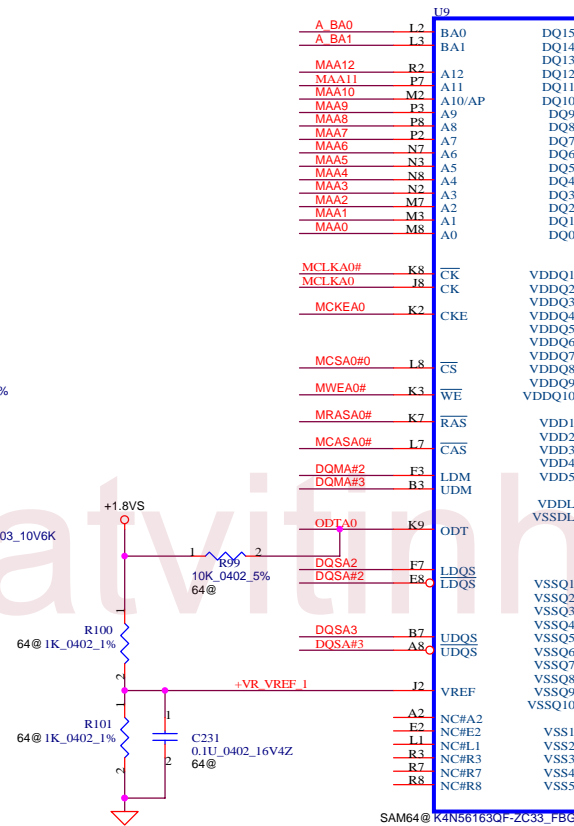 U9
A_BA0 L2 BA0 DQ15
A_BA1 L3 BA1 DQ14
DQ13
MAA12 R2 A12 DQ12
MAA11 P7 A11 DQ11
MAA10 M2 A10/AP DQ10
MAA9 P3 A9 DQ9
MAA8 P8 A8 DQ8
MAA7 P2 A7 DQ7
MAA6 N7 A6 DQ6
MAA5 N3 A5 DQ5
MAA4 N8 A4 DQ4
MAA3 N2 A3 DQ3
MAA2 M7 A2 DQ2
MAA1 M3 A1 DQ1
MAA0 M8 A0 DQ0
MCLKA0# K8 CK VDDQ1
MCLKA0 J8 CK VDDQ2
VDDQ3
MCKEA0 K2 CKE VDDQ4
VDDQ5
VDDQ6
VDDQ7
MCSA0#0 L8 CS VDDQ8
VDDQ9
% MWEA0# K3 WE VDDQ10
MRASA0# K7 RAS VDD1
VDD2
MCASA0# L7 CAS VDD3
VDD4
DQMA#2 F3 LDM VDD5
DQMA#3 B3 UDM
VDDL
+1.8VS
VSSDL
03_10V6K
ODTA0 K9 ODT
1 2
R99
10K_0402_5%
64@
DQSA2 F7 LDQS
DQSA#2 E8 LDQS VSSQ1
VSSQ2
VSSQ3
1
R100
64@ 1K_0402_1%
2
VSSQ4
DQSA3 B7 UDQS VSSQ5
DQSA#3 A8 UDQS VSSQ6
VSSQ7
VSSQ8
+VR_VREF_1 J2 VREF VSSQ9
VSSQ10
1
R101
64@ 1K_0402_1%
2
1
C231
0.1U_0402_16V4Z
2
64@
A2 NC#A2
E2 NC#E2 VSS1
L1 NC#L1 VSS2
R3 NC#R3 VSS3
R7 NC#R7 VSS4
R8 NC#R8 VSS5
SAM64@ K4N56163QF-ZC33_FBG
atvitinh